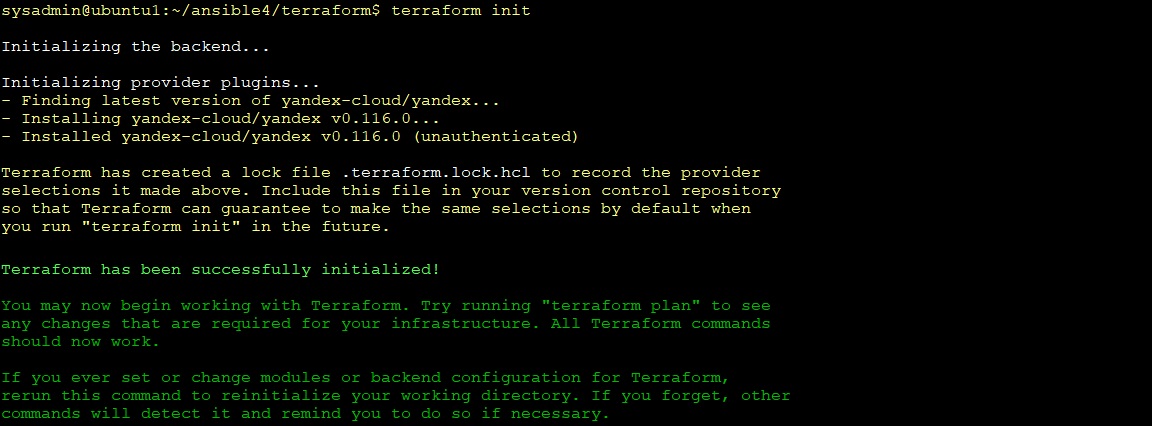 sysadmin@ubuntu1:~/ansible4/terraform$ terraform init
Initializing the backend...
Initializing provider plugins...
- Finding latest version of yandex-cloud/yandex...
- Installing yandex-cloud/yandex v0.116.0...
- Installed yandex-cloud/yandex v0.116.0 (unauthenticated)
Terraform has created a lock file .terraform.lock.hcl to record the provider
selections it made above. Include this file in your version control repository
so that Terraform can guarantee to make the same selections by default when
you run "terraform init" in the future.
Terraform has been successfully initialized!
You may now begin working with Terraform. Try running "terraform plan" to see
any changes that are required for your infrastructure. All Terraform commands
should now work.
If you ever set or change modules or backend configuration for Terraform,
rerun this command to reinitialize your working directory. If you forget, other
commands will detect it and remind you to do so if necessary.